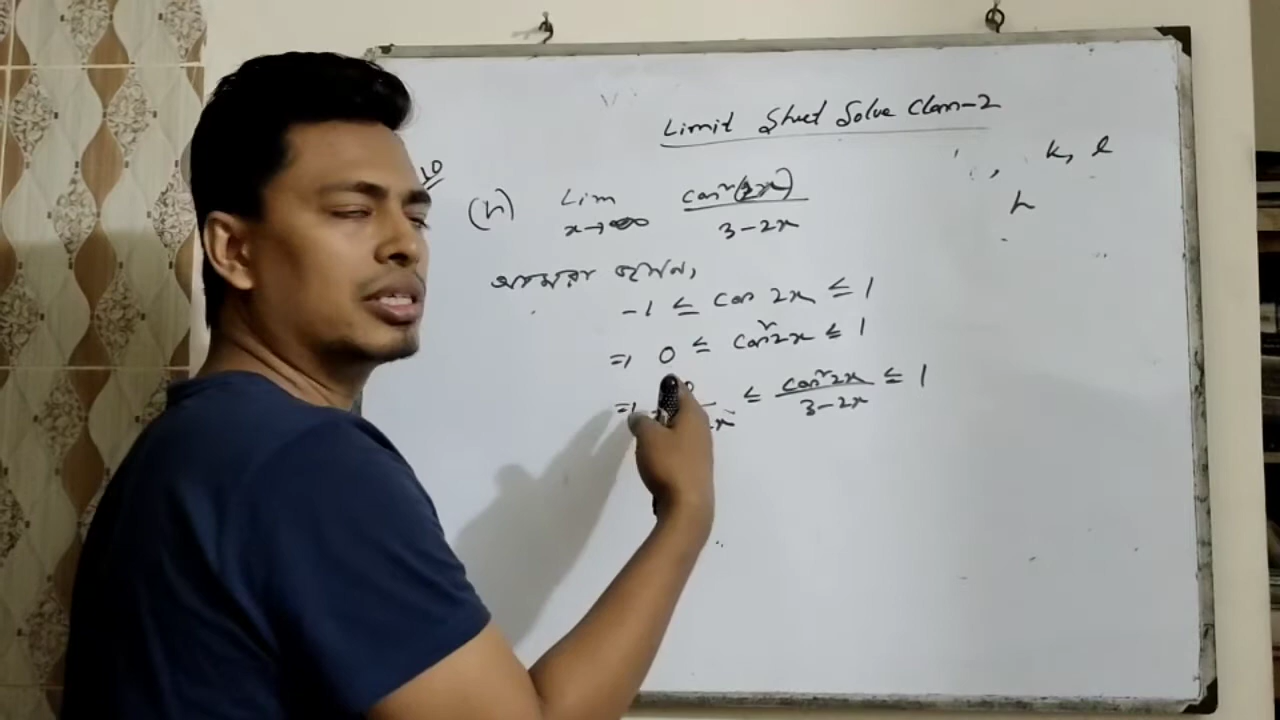 Limit Sheet Solve Class-2
k, l
h
10
(n) Lim x→∞ cos²(2x) / 3-2x
আমরা জানি,
-1 ≤ cos 2x ≤ 1
⇒ 0 ≤ cos²2x ≤ 1
⇒ ≤ cos²2x / 3-2x ≤ 1